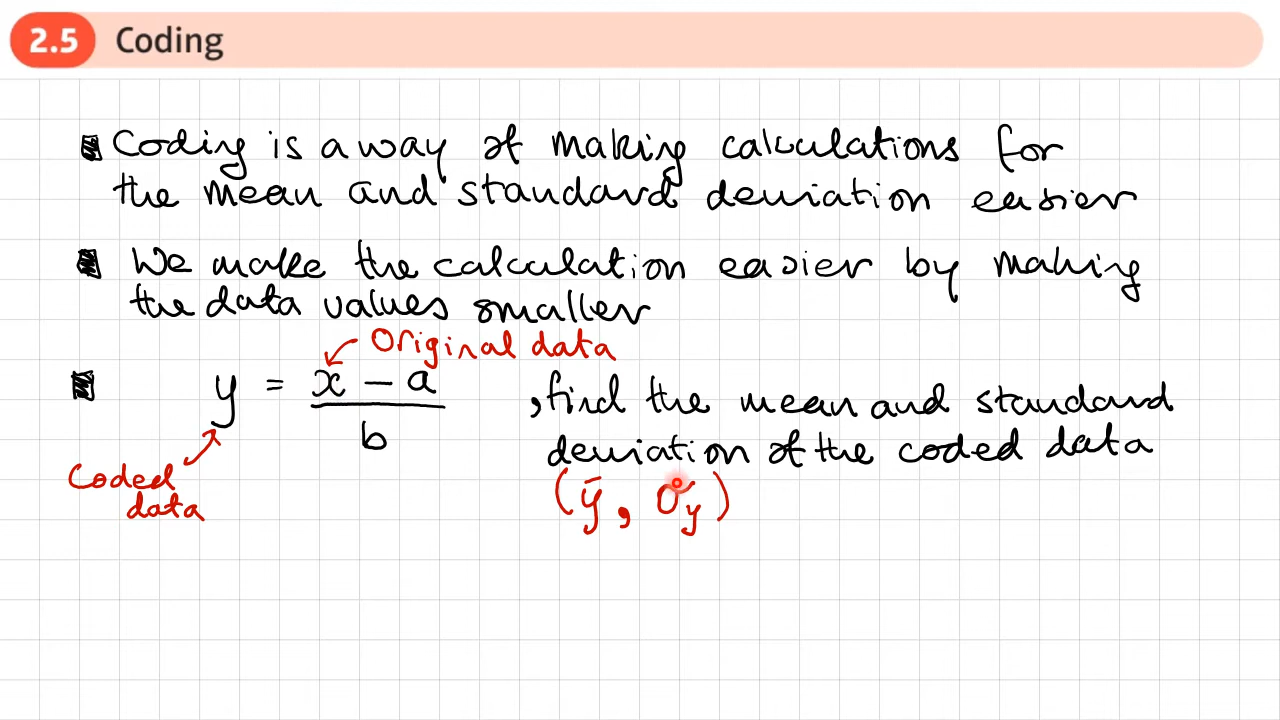 2.5 Coding
Coding is a way of making calculations for
the mean and standard deviation easier
We make the calculation easier by making
the data values smaller
Original data
y = x - a
b
, find the mean and standard
deviation of the coded data
Coded
data
(ȳ, σy)